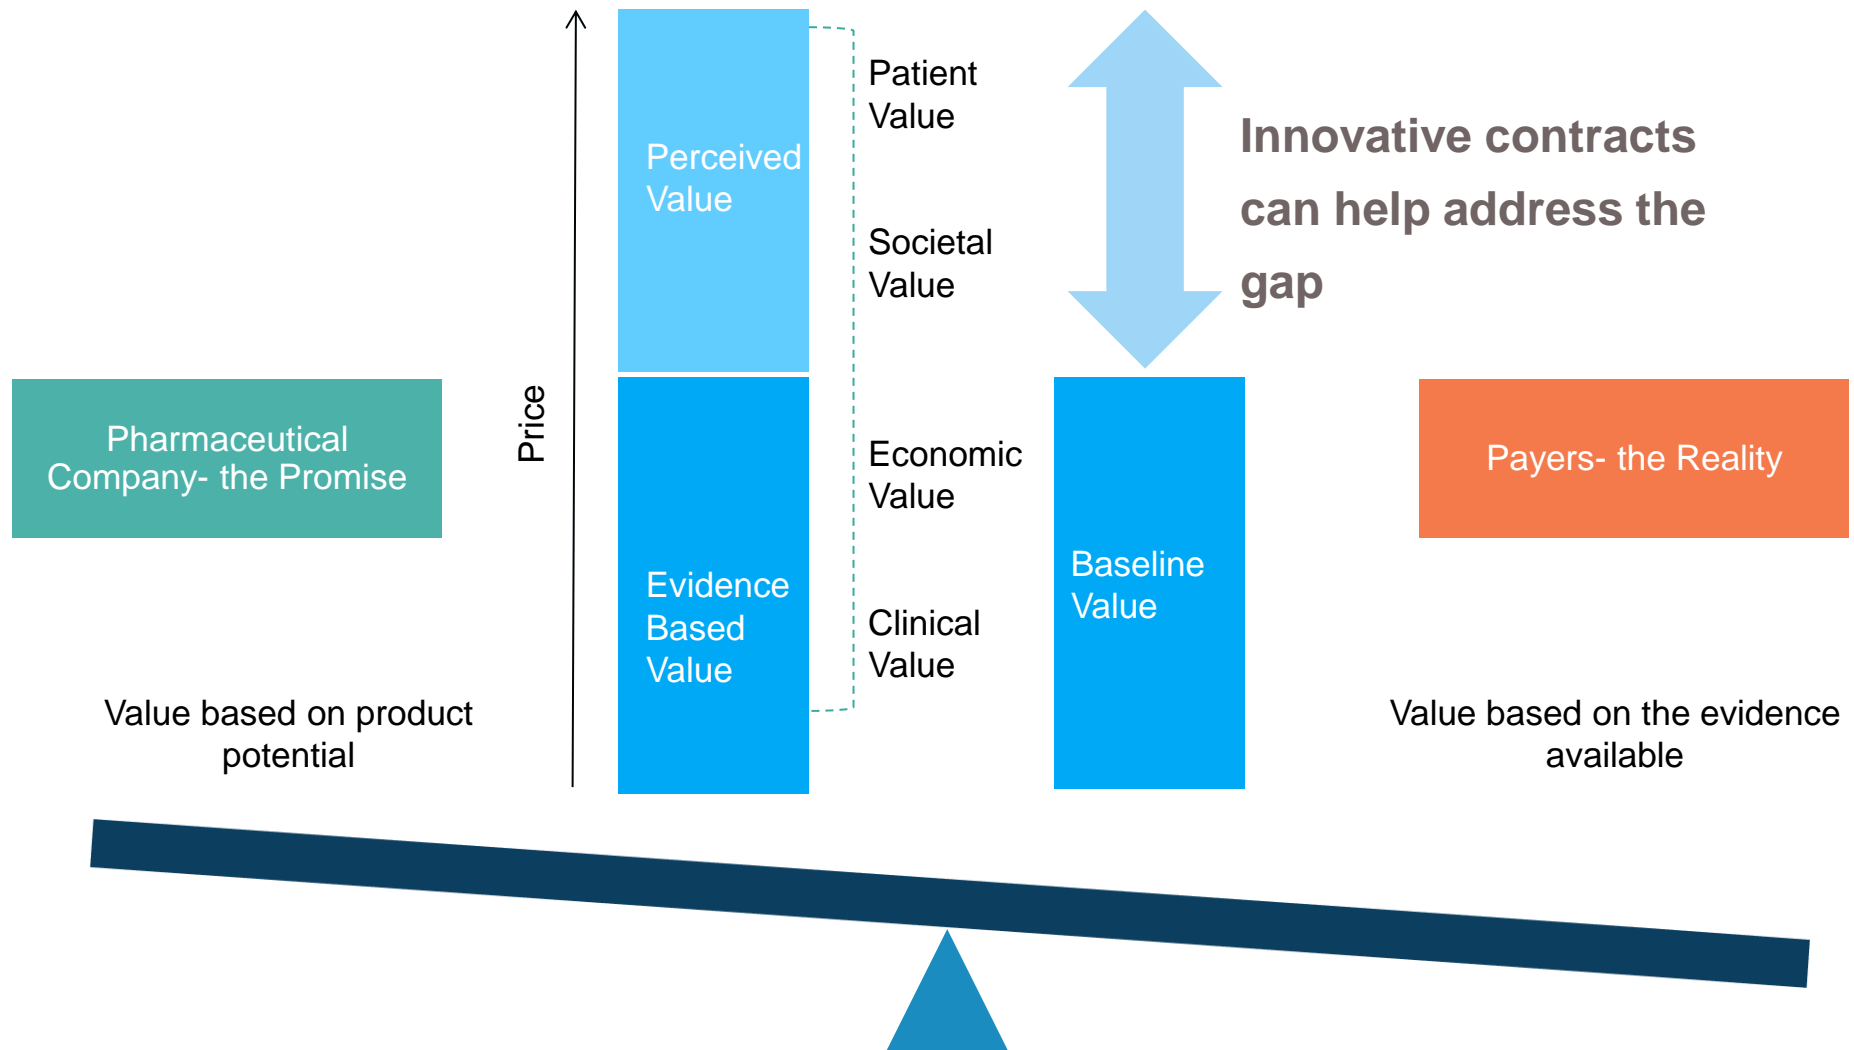 Pharmaceutical
Company- the Promise
Value based on product
potential
Price
Perceived
Value
Evidence
Based
Value
Patient
Value
Societal
Value
Economic
Value
Clinical
Value
Innovative contracts
can help address the
gap
Baseline
Value
Payers- the Reality
Value based on the evidence
available